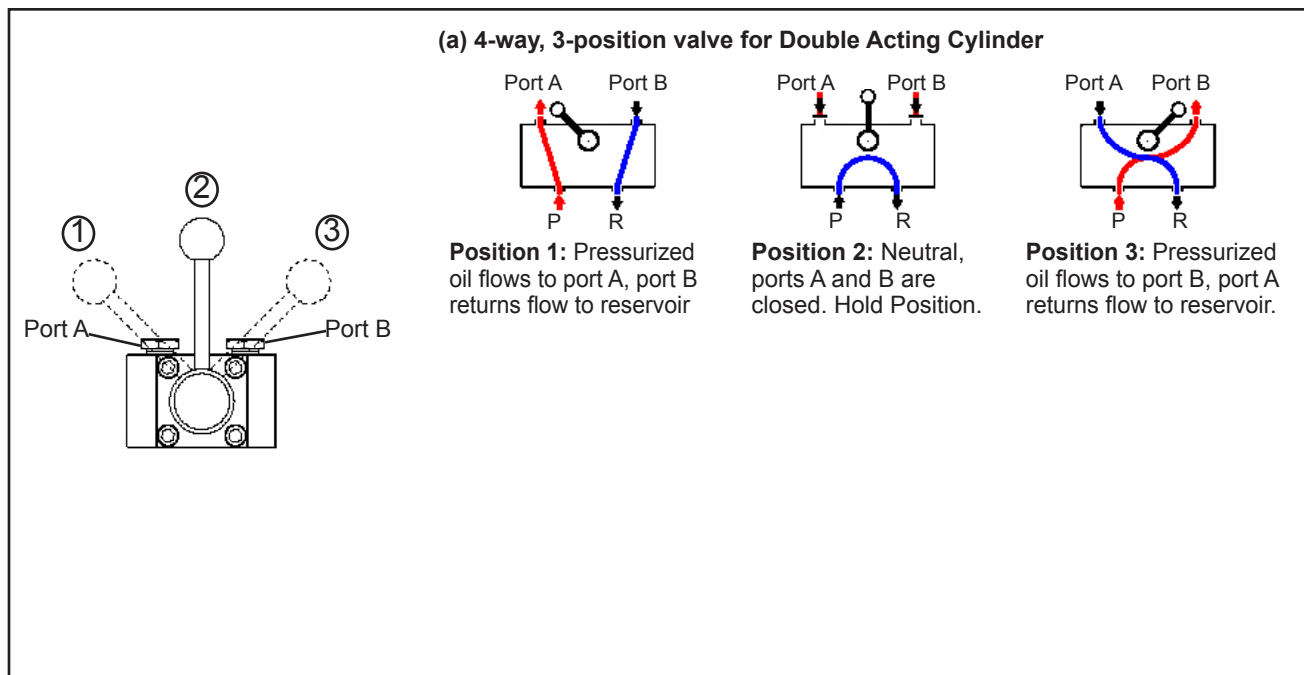 (a) 4-way, 3-position valve for Double Acting Cylinder
Port A Port B
P R
Position 1: Pressurized
oil flows to port A, port B
returns flow to reservoir
Port A Port B
P R
Position 2: Neutral,
ports A and B are
closed. Hold Position.
Port A Port B
P R
Position 3: Pressurized
oil flows to port B, port A
returns flow to reservoir.
1
2
3
Port A
Port B